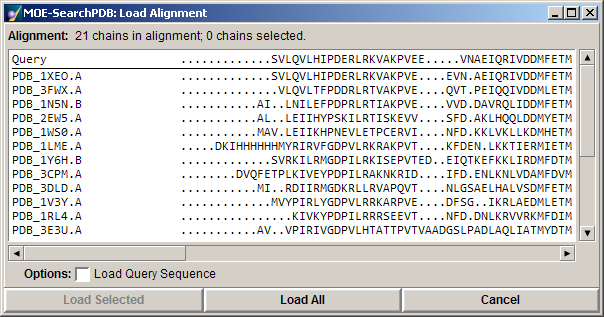 MOE-SearchPDB: Load Alignment
Alignment: 21 chains in alignment; 0 chains selected.
Query .............SVLQVLHIPDERLRKVAKPVEE.....VNAEIQRIVDDMFETM
PDB_1XEO.A .............SVLQVLHIPDERLRKVAKPVE....EVN.AEIQRIVDDMFETM
PDB_3FWX.A ..............VLQVLTFPDDRLRTVAKPVE....QVT.PEIQQIVDDMLETM
PDB_1N5N.B ...........AI..LNILEFPDPRLRTIAKPVE....VVD.DAVRQLIDDMFETM
PDB_2EW5.A ...........AL..LEIIHYPSKILRTISKEVV....SFD.AKLHQQLDDMYETM
PDB_1WS0.A ...........MAV.LEIIKHPNEVLETPCERVI....NFD.KKLVKLLKDMHETM
PDB_1LME.A .....DKIHHHHHHMYRIRVFGDPVLRKRAKPVT....KFDEN.LKKTIERMIETM
PDB_1Y6H.B .............SVRKILRMGDPILRKISEPVTED..EIQTKEFKKLIRDMFDTM
PDB_3CPM.A .........DVQFETPLKIVEYPDPILRAKNKRID....IFD.ENLKNLVDAMFDVM
PDB_3DLD.A ...........MI..RDIIRMGDKRLLRVAPQVT.....NLGSAELHALVSDMFETM
PDB_1V3Y.A ............MVYPIRLYGDPVLRRKARPVE....DFSG..IKRLAEDMLETM
PDB_1RL4.A ...............KIVKYPDPILRRRSEEVT....NFD.DNLKRVVRKMFDIM
PDB_3E3U.A ...........AV..VPIRIVGDPVLHTATTPVTVAADGSLPADLAQLIATMYDTM
Options: Load Query Sequence
Load Selected Load All Cancel